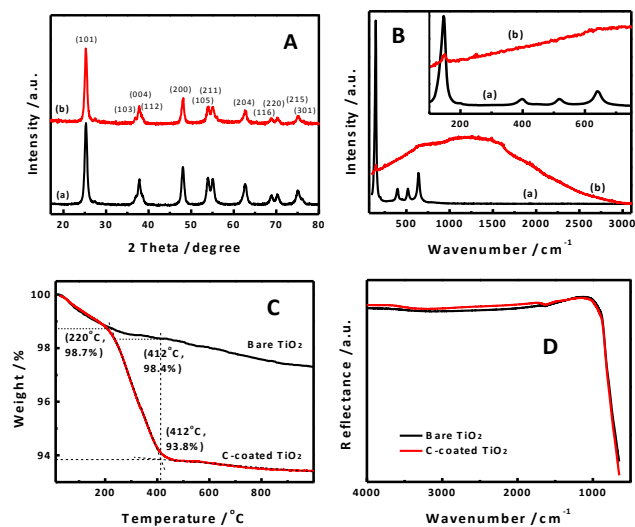 A
(101)
(b)
(103)
(004)
(112)
(200)
(105)
(211)
(204)
(116)
(220)
(215)
(301)
(a)
Intensity /a.u.
20 30 40 50 60 70 80
2 Theta /degree
B
(b)
(a)
200 400 600
(a)
(b)
Intensity /a.u.
500 1000 1500 2000 2500 3000
Wavenumber /cm-1
C
100
98
96
94
Weight /%
Bare TiO2
(220°C,
98.7%)
(412°C,
98.4%)
(412°C,
93.8%)
C-coated TiO2
200 400 600 800
Temperature /°C
D
Reflectance /a.u.
Bare TiO2
C-coated TiO2
4000 3000 2000 1000
Wavenumber /cm-1